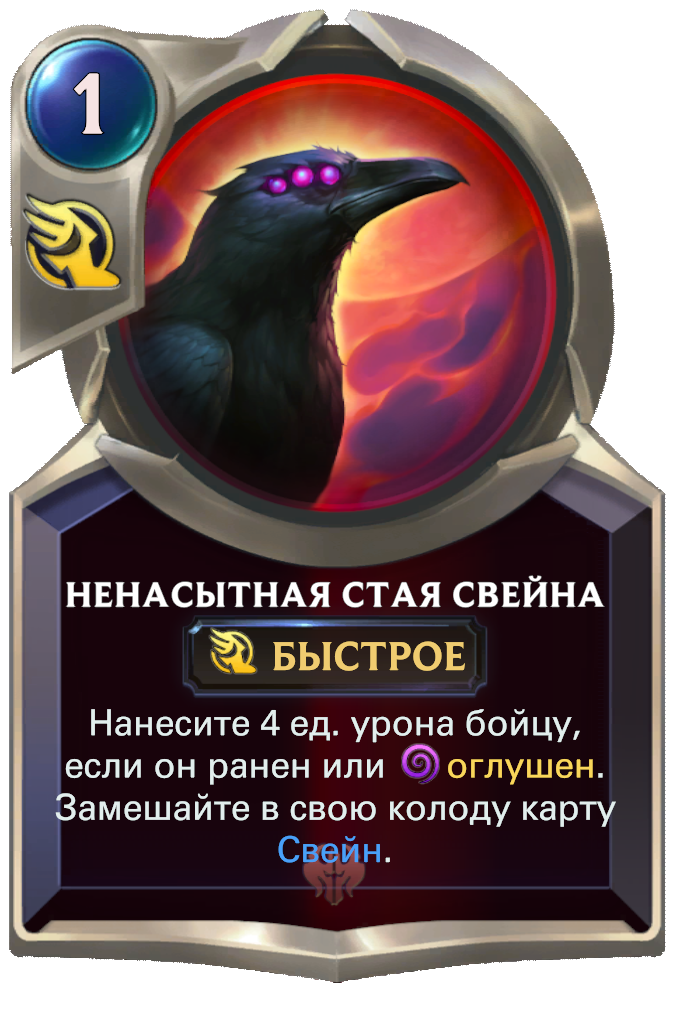 1
НЕНАСЫТНАЯ СТАЯ СВЕЙНА
БЫСТРОЕ
Нанесите 4 ед. урона бойцу,
если он ранен или оглушен.
Замешайте в свою колоду карту
Свейн.